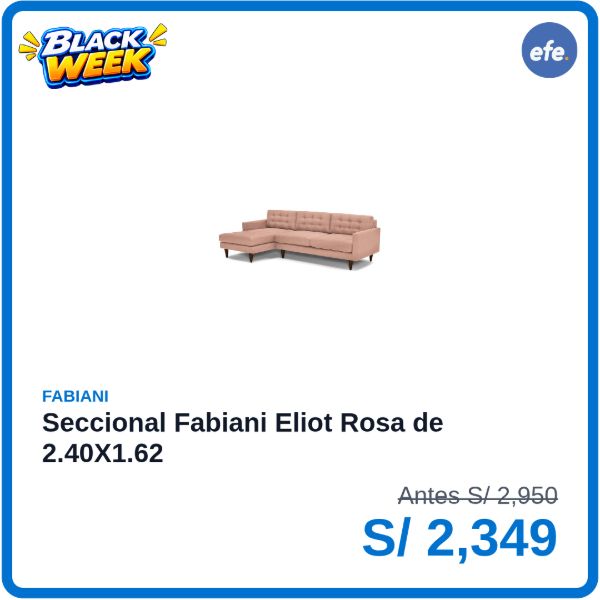 BLACK
WEEK
efe.
FABIANI
Seccional Fabiani Eliot Rosa de
2.40X1.62
Antes S/ 2,950
S/ 2,349